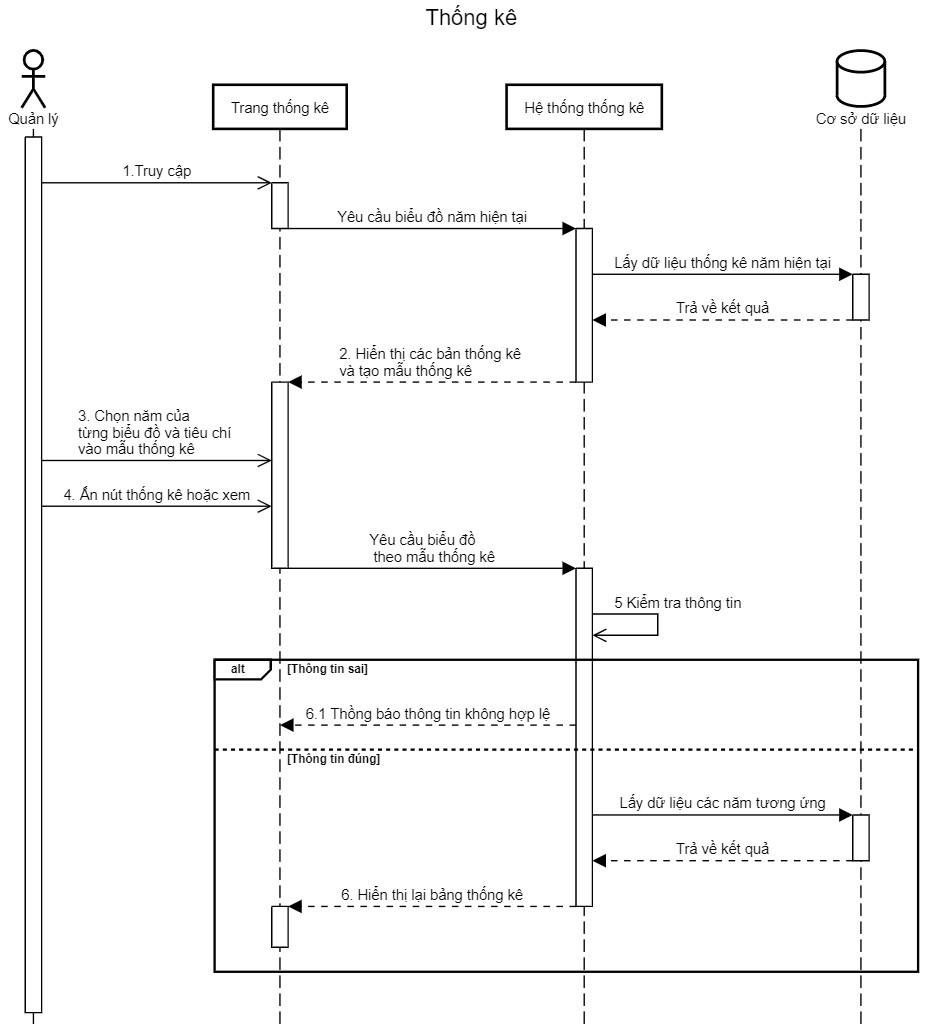 Thống kê
Quản lý
Trang thống kê
Hệ thống thống kê
Cơ sở dữ liệu
1.Truy cập
Yêu cầu biểu đồ năm hiện tại
Lấy dữ liệu thống kê năm hiện tại
Trả về kết quả
2. Hiển thị các bản thống kê
và tạo mẫu thống kê
3. Chọn năm của
từng biểu đồ và tiêu chí
vào mẫu thống kê
4. Ấn nút thống kê hoặc xem
Yêu cầu biểu đồ
theo mẫu thống kê
5 Kiểm tra thông tin
alt
[Thông tin sai]
6.1 Thồng báo thông tin không hợp lệ
[Thông tin đúng]
Lấy dữ liệu các năm tương ứng
Trả về kết quả
6. Hiển thị lại bảng thống kê